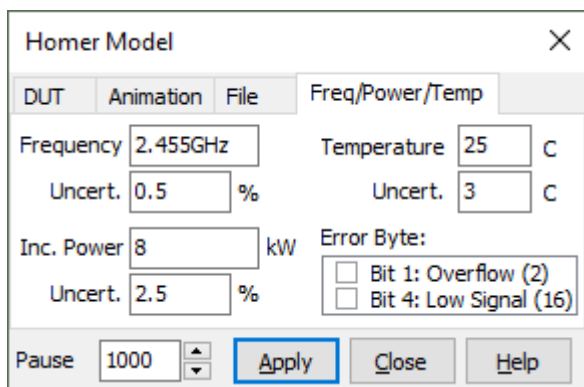 Homer Model
DUT Animation File Freq/Power/Temp
Frequency 2.455GHz Temperature 25 C
Uncert. 0.5 % Uncert. 3 C
Inc. Power 8 kW Error Byte:
Bit 1: Overflow (2)
Uncert. 2.5 % Bit 4: Low Signal (16)
Pause 1000 Apply Close Help